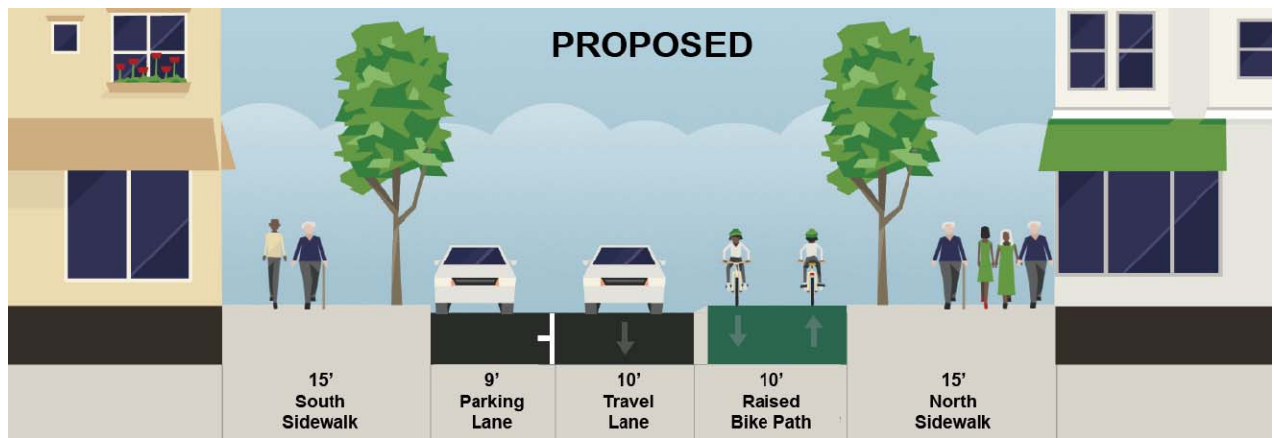 PROPOSED
15’
South
Sidewalk
9’
Parking
Lane
10’
Travel
Lane
10’
Raised
Bike Path
15’
North
Sidewalk